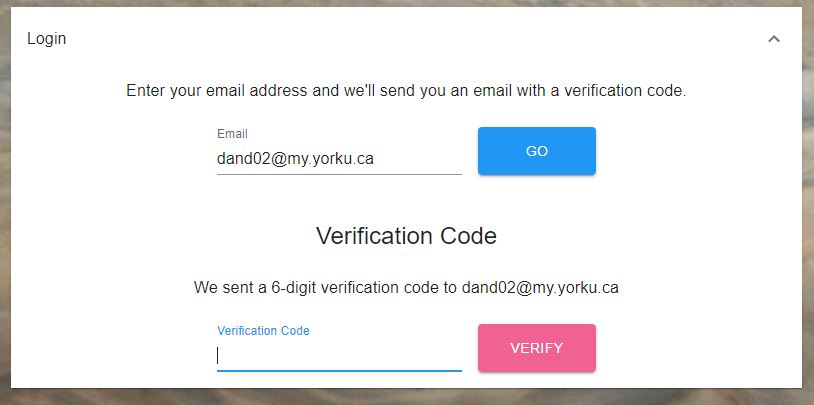 Login
Enter your email address and we'll send you an email with a verification code.
Email
dand02@my.yorku.ca
GO
Verification Code
We sent a 6-digit verification code to dand02@my.yorku.ca
Verification Code
VERIFY